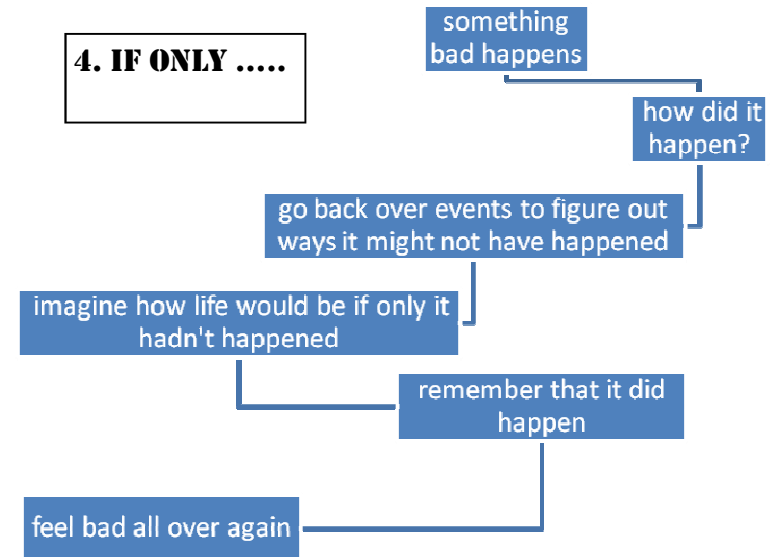 4. IF ONLY .....
something
bad happens
how did it
happen?
go back over events to figure out
ways it might not have happened
imagine how life would be if only it
hadn't happened
remember that it did
happen
feel bad all over again